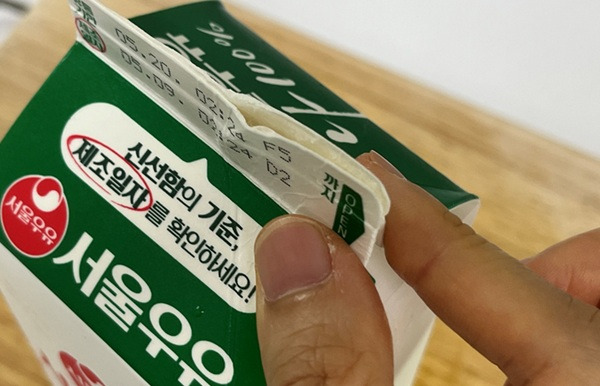 05.20. 02:24 F5
05.09. 02:24 D2
까지
OPEN
100%
신선함의 기준,
제조일자를 확인하세요!
서울우유
서울우유